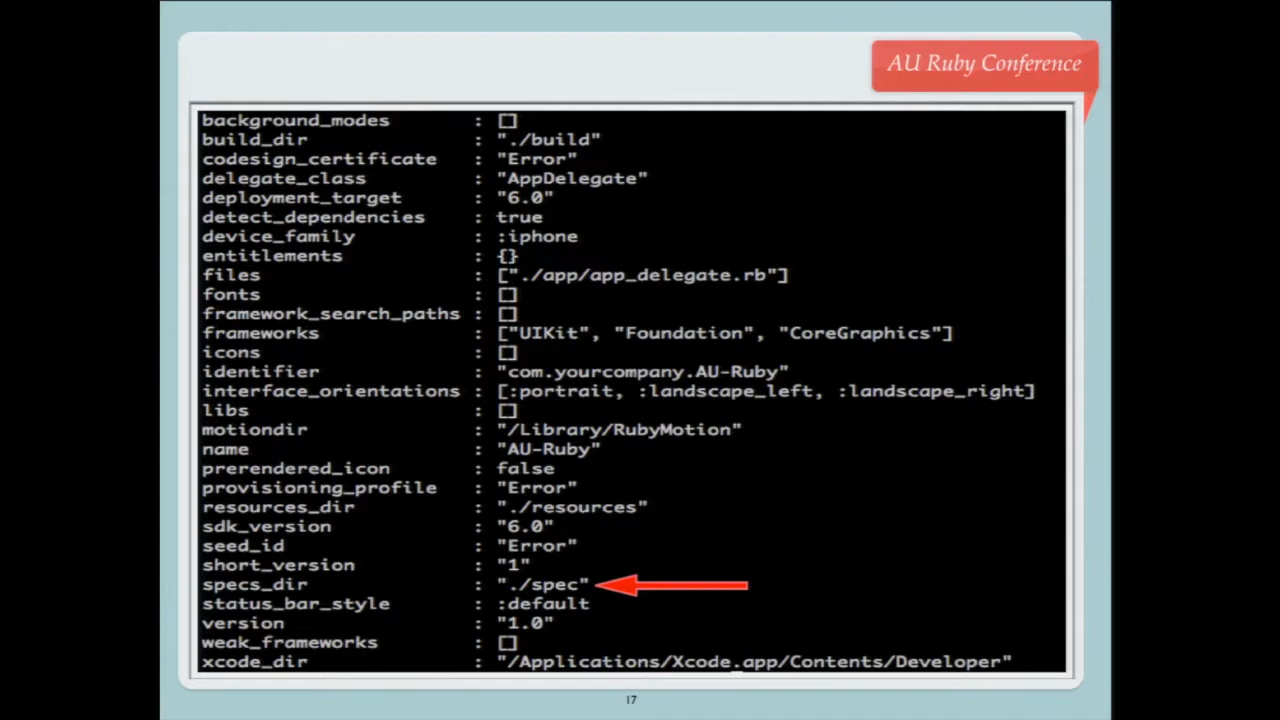 AU Ruby Conference
background_modes : []
build_dir : "./build"
codesign_certificate : "Error"
delegate_class : "AppDelegate"
deployment_target : "6.0"
detect_dependencies : true
device_family : :iphone
entitlements : {}
files : ["./app/app_delegate.rb"]
fonts : []
framework_search_paths : []
frameworks : ["UIKit", "Foundation", "CoreGraphics"]
icons : []
identifier : "com.yourcompany.AU-Ruby"
interface_orientations : [:portrait, :landscape_left, :landscape_right]
libs : []
motiondir : "/Library/RubyMotion"
name : "AU-Ruby"
prerendered_icon : false
provisioning_profile : "Error"
resources_dir : "./resources"
sdk_version : "6.0"
seed_id : "Error"
short_version : "1"
specs_dir : "./spec"
status_bar_style : :default
version : "1.0"
weak_frameworks : []
xcode_dir : "/Applications/Xcode.app/Contents/Developer"
17